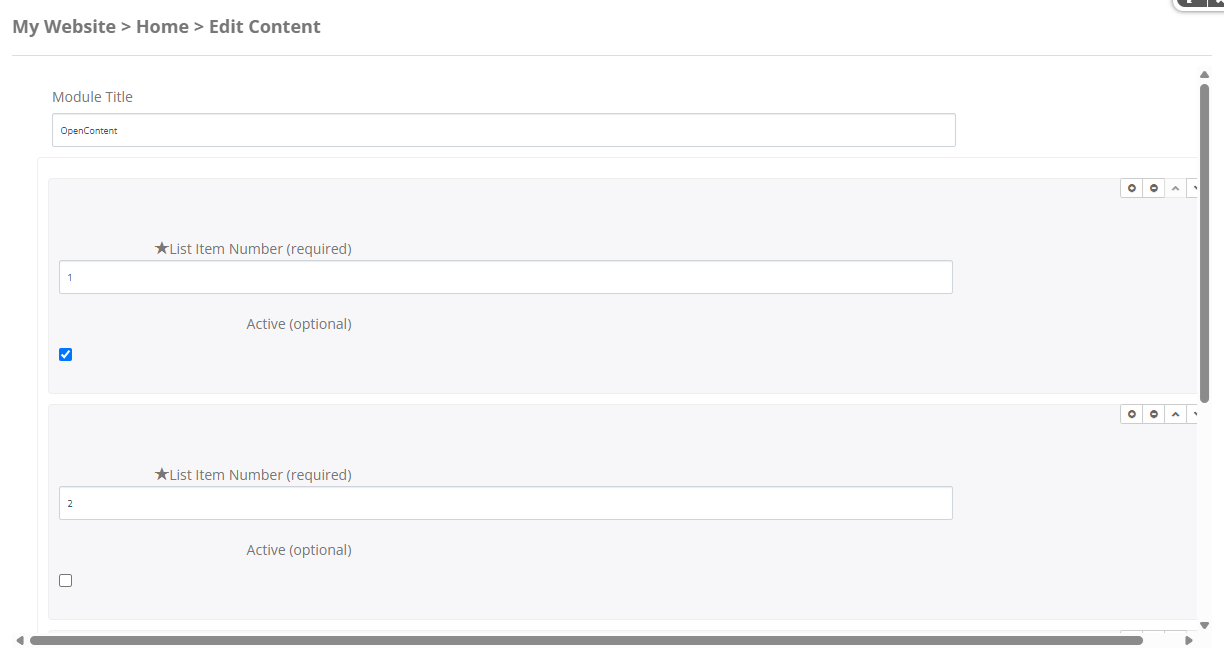 My Website > Home > Edit Content
Module Title
OpenContent
★List Item Number (required)
1
Active (optional)
★List Item Number (required)
2
Active (optional)